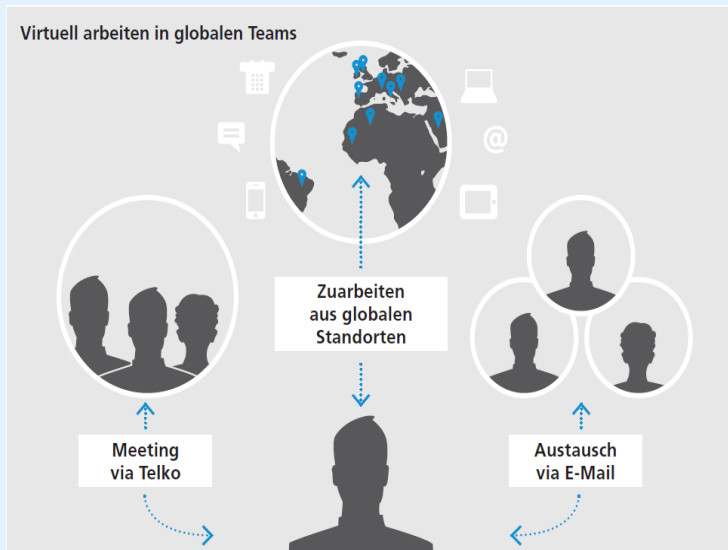 Virtuell arbeiten in globalen Teams
@
Zuarbeiten
aus globalen
Standorten
Meeting
via Telko
Austausch
via E-Mail